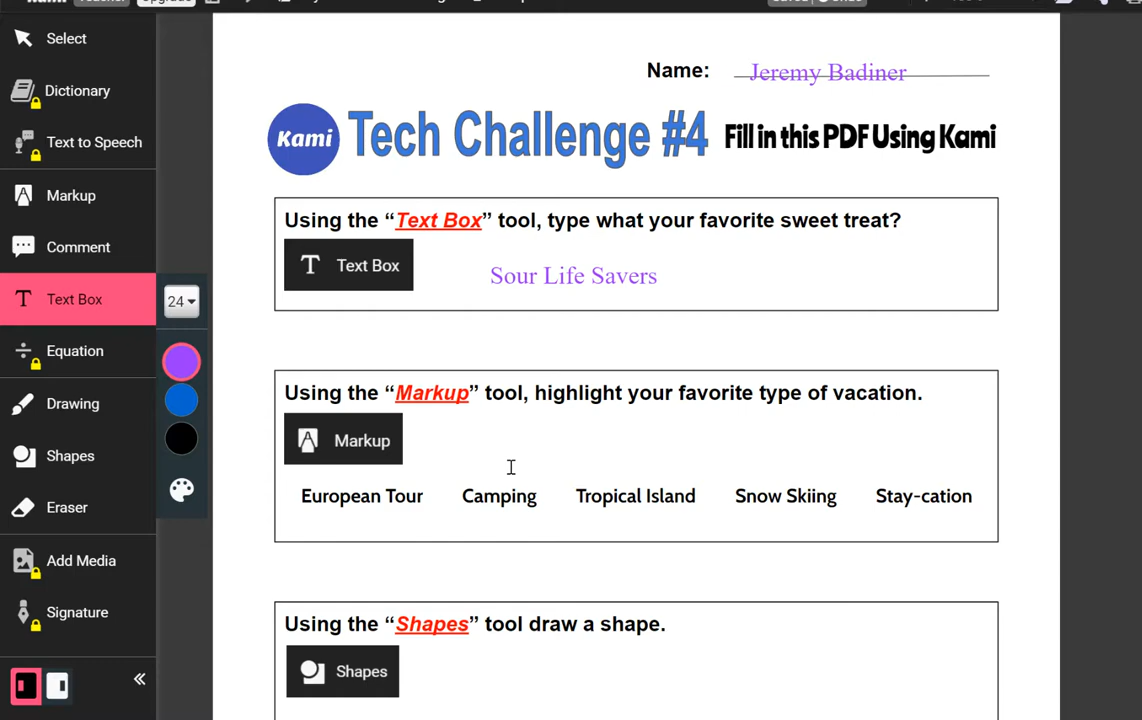 Select
Dictionary
Text to Speech
Markup
Comment
Text Box
24
Equation
Drawing
Shapes
Eraser
Add Media
Signature
Name: Jeremy Badiner
Kami Tech Challenge #4 Fill in this PDF Using Kami
Using the “Text Box” tool, type what your favorite sweet treat?
T Text Box
Sour Life Savers
Using the “Markup” tool, highlight your favorite type of vacation.
Markup
European Tour Camping Tropical Island Snow Skiing Stay-cation
Using the “Shapes” tool draw a shape.
Shapes